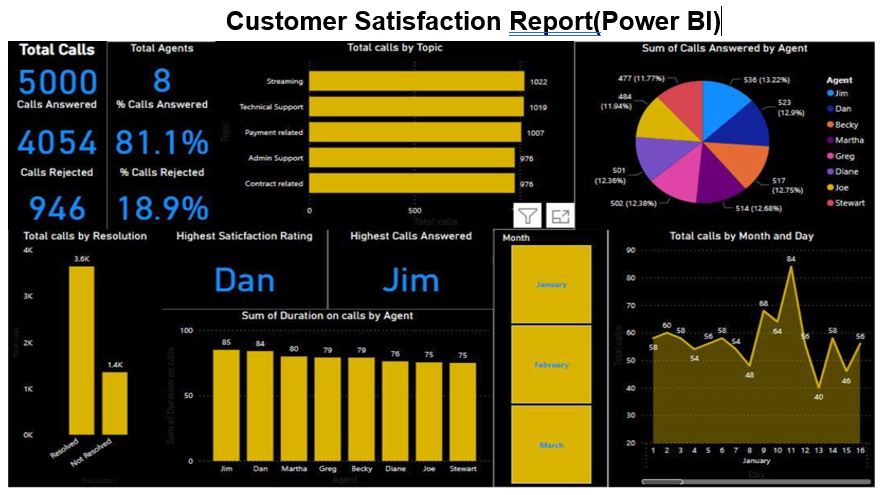 Customer Satisfaction Report(Power BI)
Total Calls
5000
Calls Answered
4054
Calls Rejected
946
Total Agents
8
% Calls Answered
81.1%
% Calls Rejected
18.9%
Total calls by Topic
Topic
Streaming
1022
Technical Support
1019
Payment related
1007
Admin Support
976
Contract related
976
0
500
Total calls
Sum of Calls Answered by Agent
477 (11.77%)
536 (13.22%)
484
(11.94%)
523
(12.9%)
501
(12.36%)
517
(12.75%)
502 (12.38%)
514 (12.68%)
Agent
Jim
Dan
Becky
Martha
Greg
Diane
Joe
Stewart
Total calls by Resolution
4K
3K
2K
1K
0K
3.6K
1.4K
Resolved
Not Resolved
Resolution
Highest Saticfaction Rating
Dan
Highest Calls Answered
Jim
Sum of Duration on calls by Agent
Sum of Duration on calls
100
50
0
85
84
80
79
79
76
75
75
Jim
Dan
Martha
Greg
Becky
Diane
Joe
Stewart
Agent
Month
January
February
March
Total calls by Month and Day
Total calls
90
80
70
60
50
40
30
20
58
60
58
54
56
58
54
48
68
64
84
56
40
58
46
56
1 2 3 4 5 6 7 8 9 10 11 12 13 14 15 16
January
Day